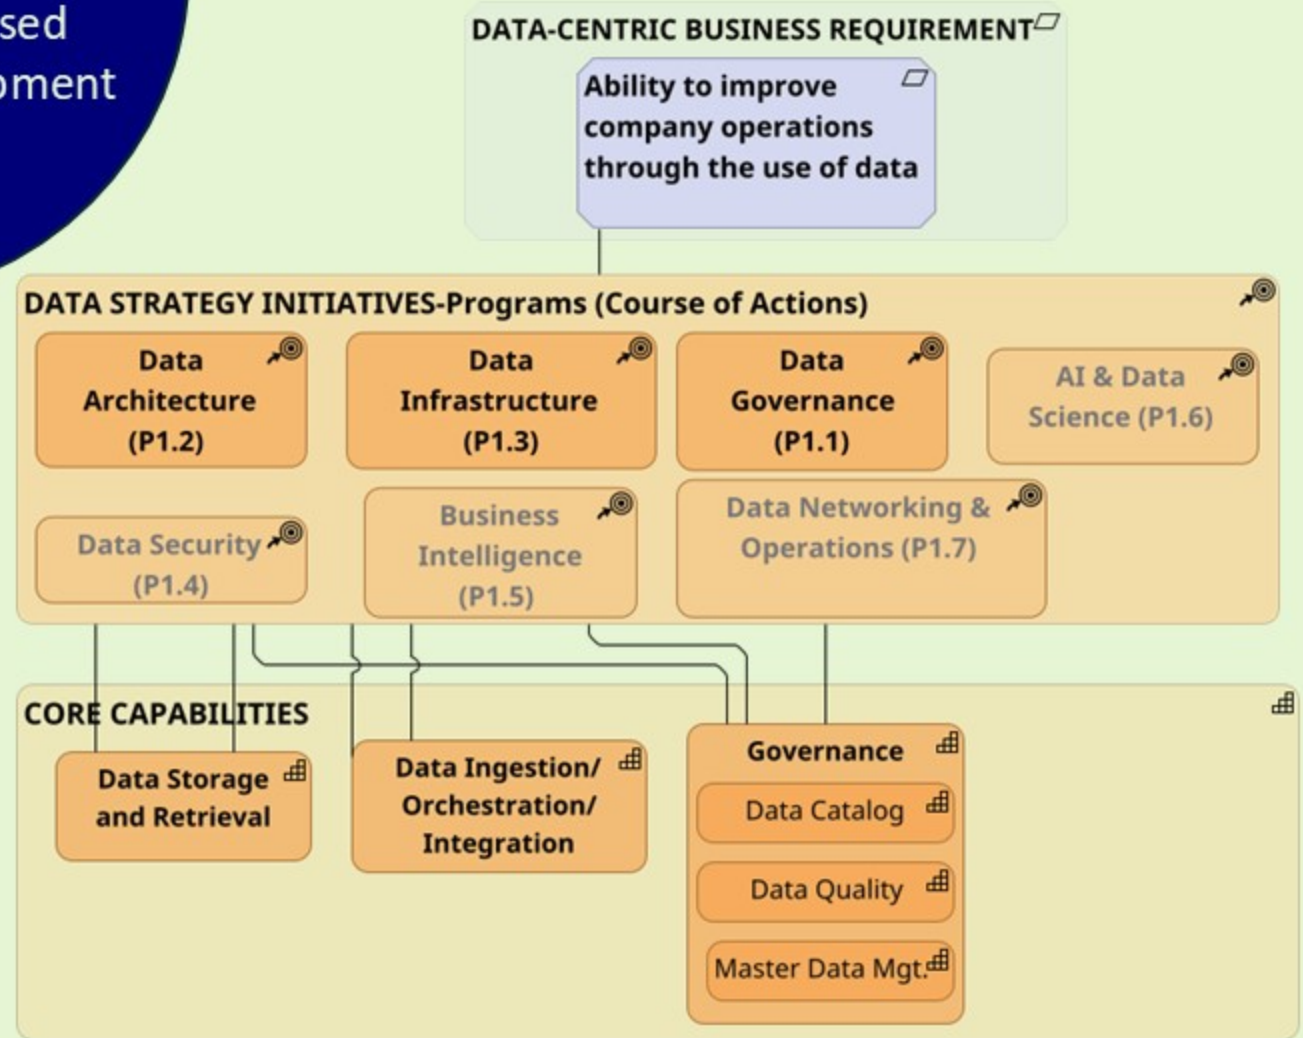 sed
DATA-CENTRIC BUSINESS REQUIREMENT
Ability to improve
company operations
through the use of data
DATA STRATEGY INITIATIVES-Programs (Course of Actions)
Data
Architecture
(P1.2)
Data
Infrastructure
(P1.3)
Data
Governance
(P1.1)
AI & Data
Science (P1.6)
Data Security
(P1.4)
Business
Intelligence
(P1.5)
Data Networking &
Operations (P1.7)
CORE CAPABILITIES
Data Storage
and Retrieval
Data Ingestion/
Orchestration/
Integration
Governance
Data Catalog
Data Quality
Master Data Mgt.